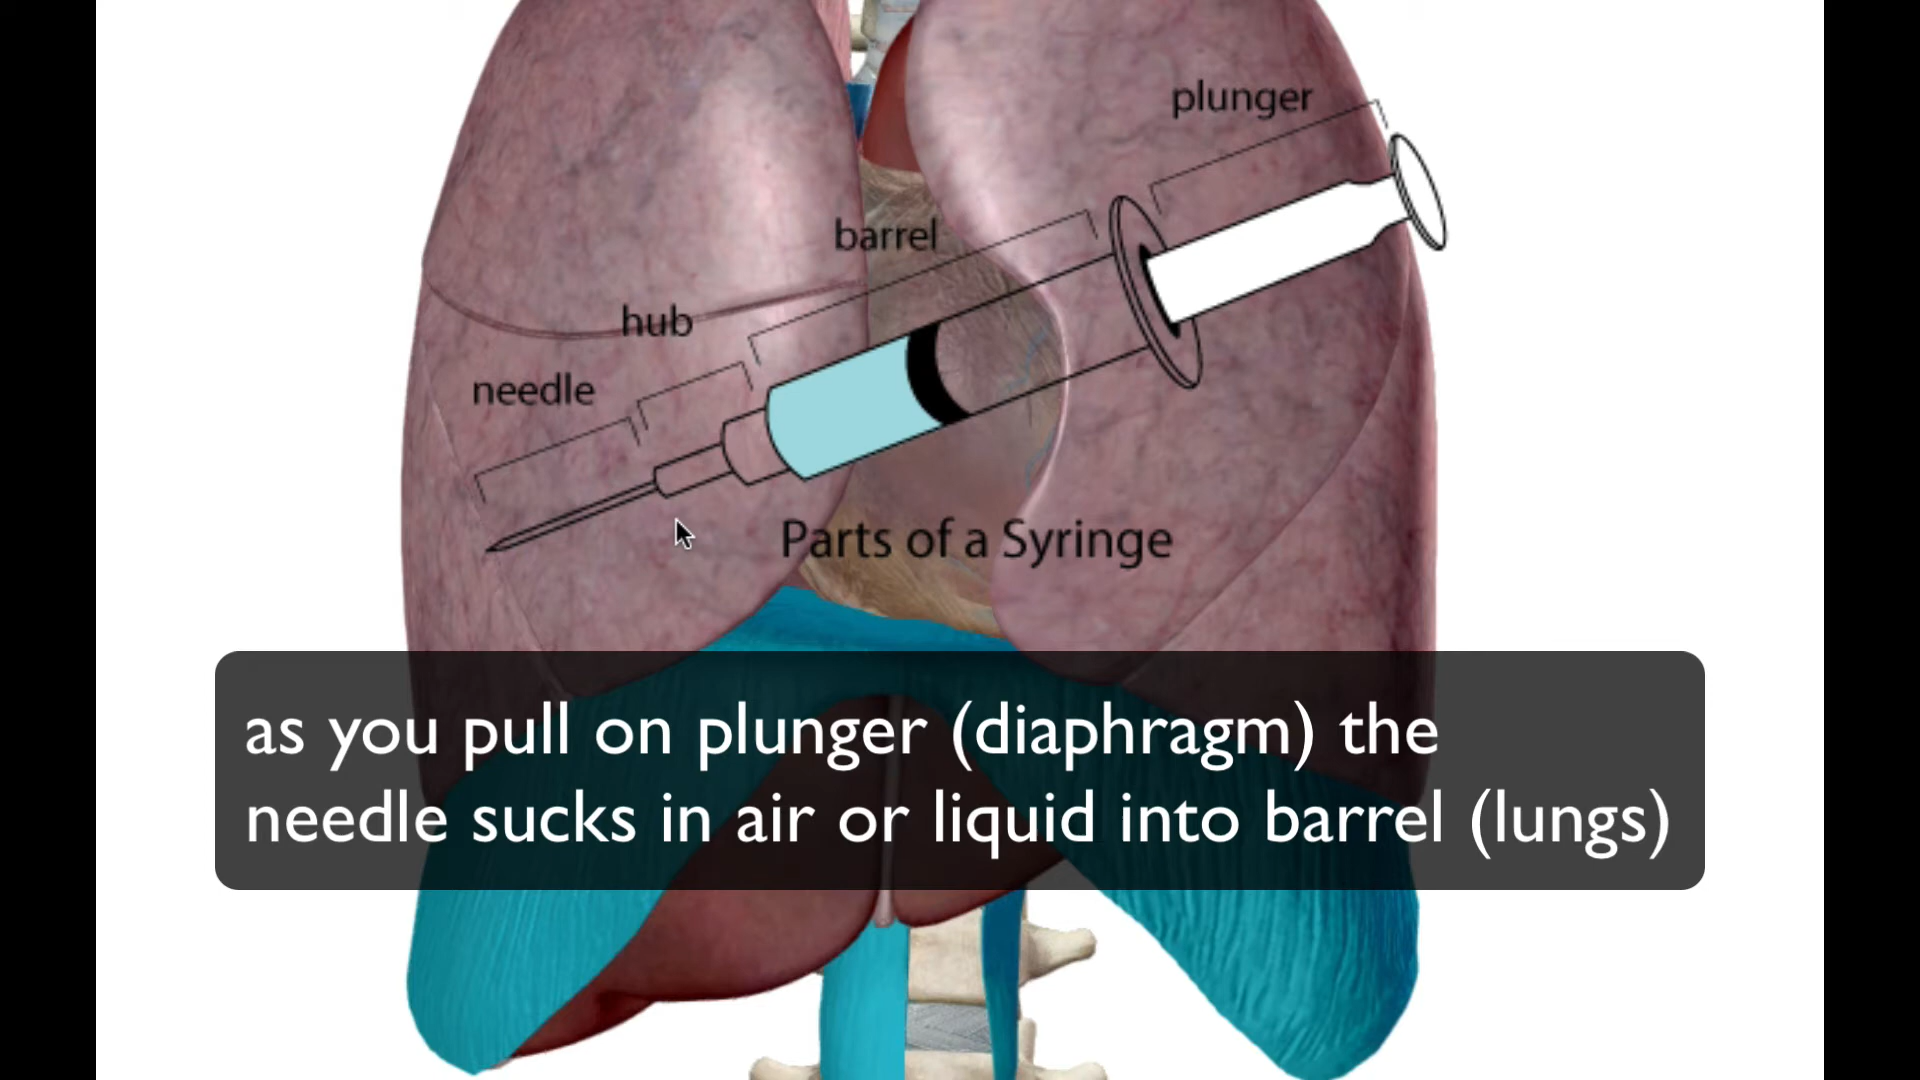 plunger
barrel
hub
needle
Parts of a Syringe
as you pull on plunger (diaphragm) the
needle sucks in air or liquid into barrel (lungs)